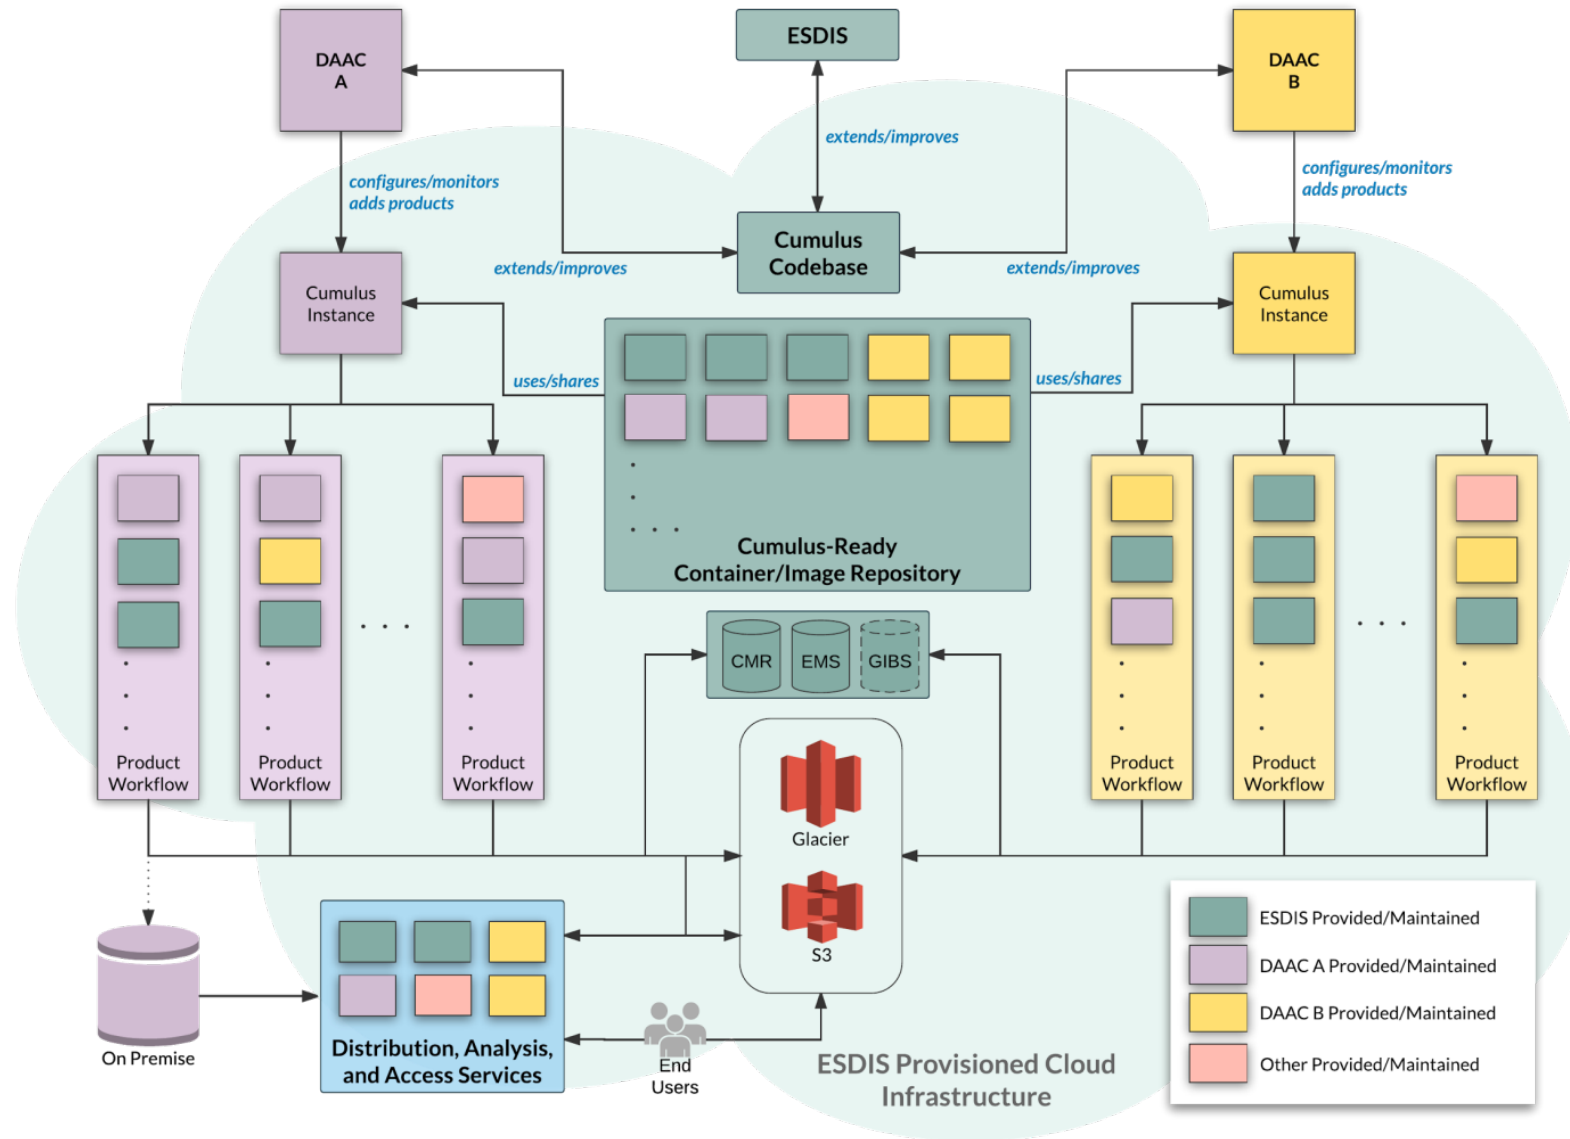 DAAC
A
ESDIS
DAAC
B
extends/improves
configures/monitors
adds products
configures/monitors
adds products
Cumulus
Codebase
extends/improves
extends/improves
Cumulus
Instance
Cumulus
Instance
uses/shares
uses/shares
Cumulus-Ready
Container/Image Repository
CMR
EMS
GIBS
Product
Workflow
Product
Workflow
Product
Workflow
Product
Workflow
Product
Workflow
Product
Workflow
Glacier
S3
On Premise
Distribution, Analysis,
and Access Services
End
Users
ESDIS Provisioned Cloud
Infrastructure
ESDIS Provided/Maintained
DAAC A Provided/Maintained
DAAC B Provided/Maintained
Other Provided/Maintained